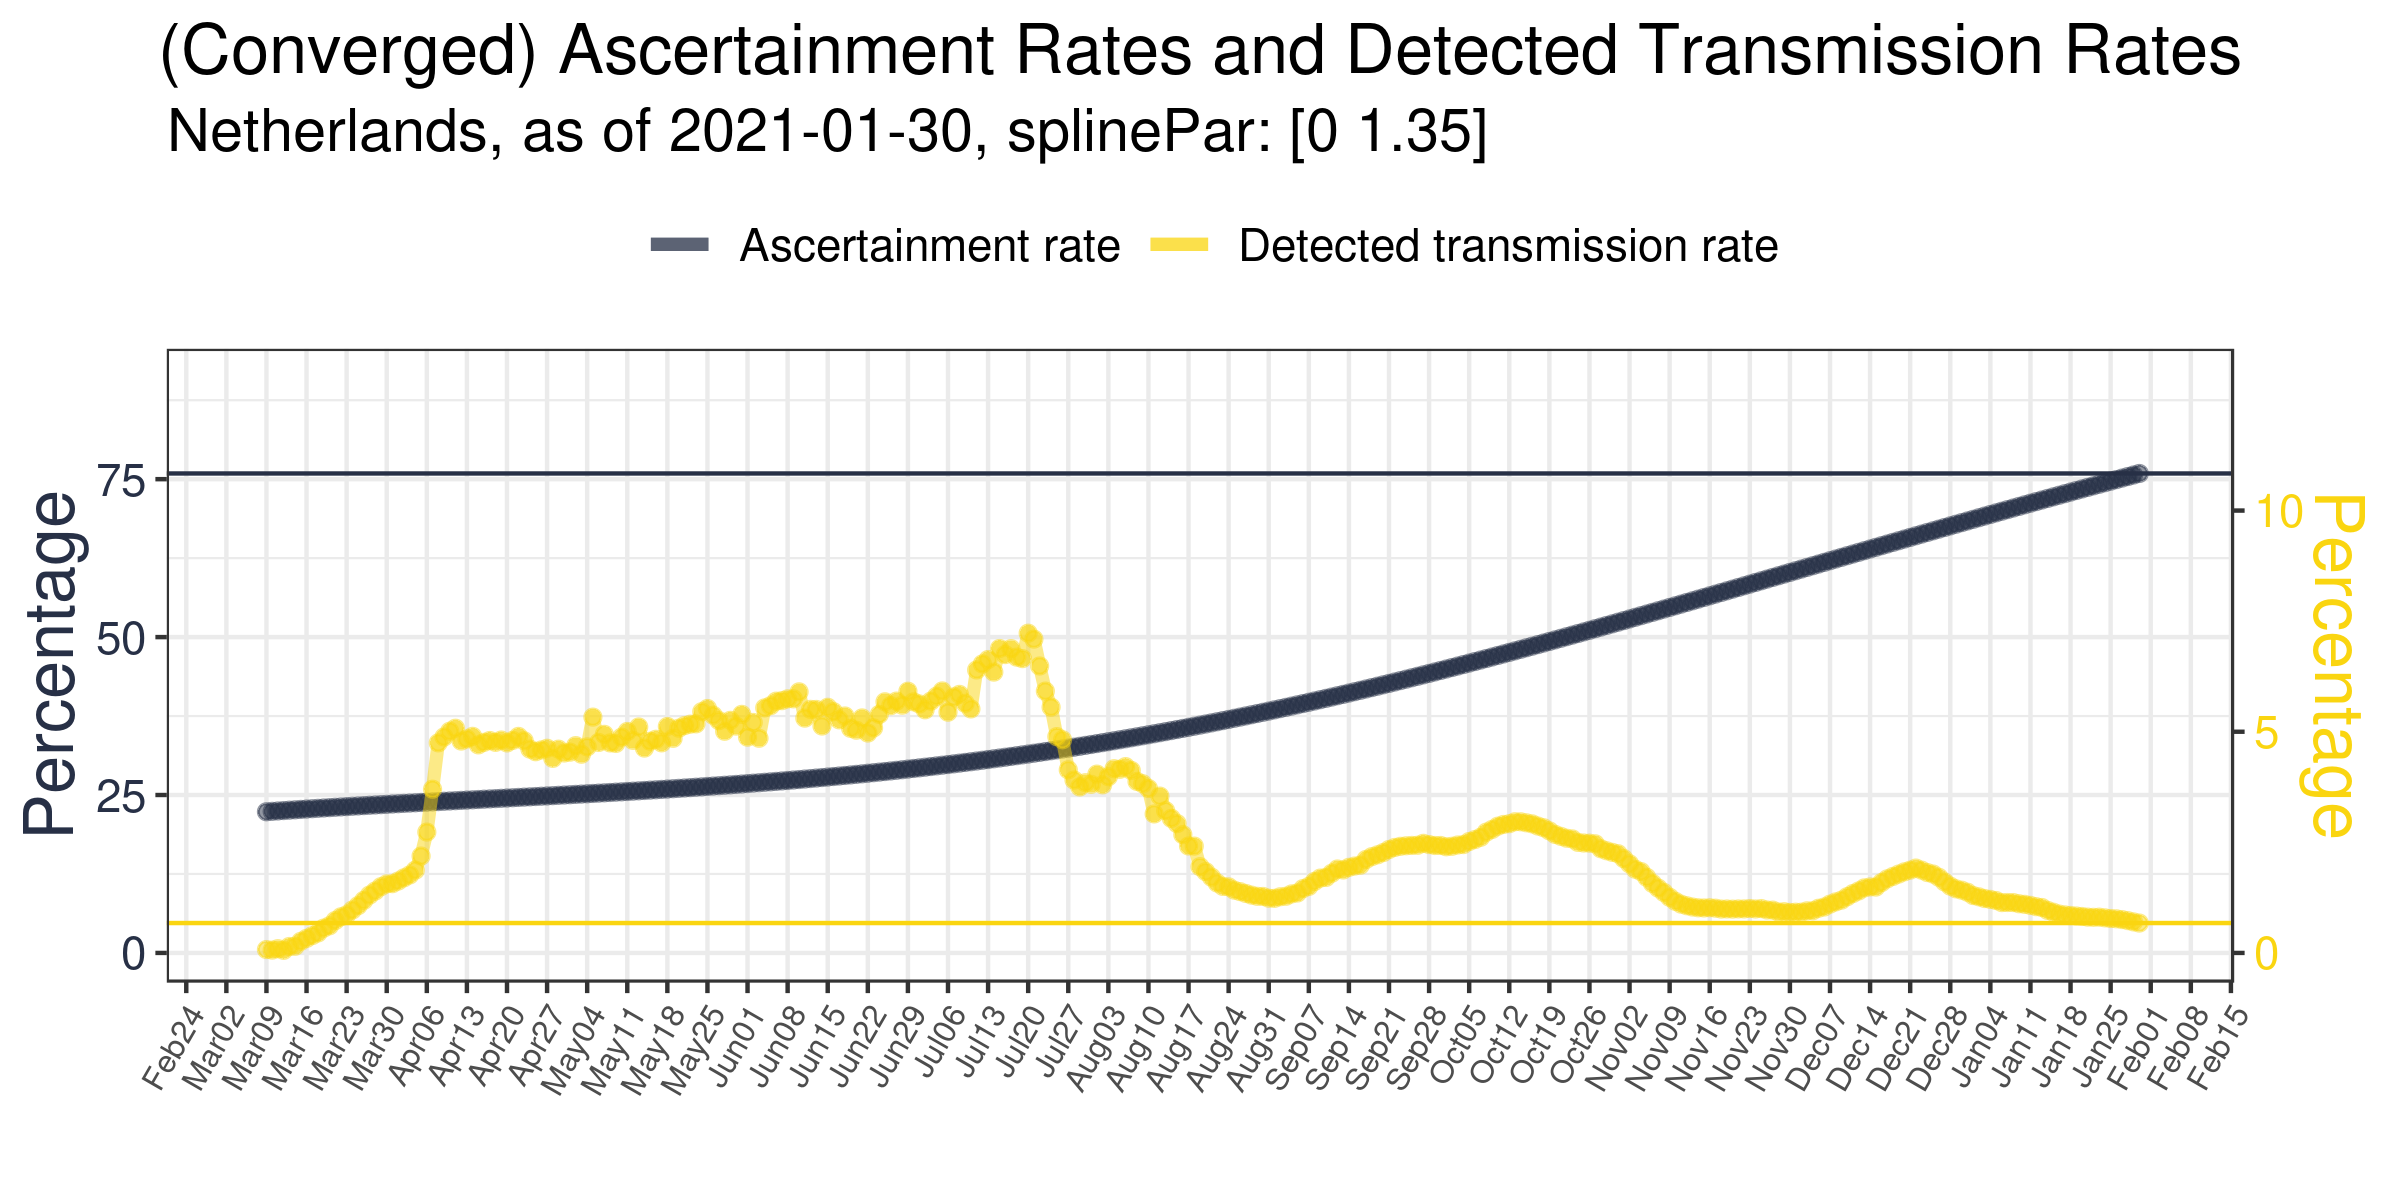 (Converged) Ascertainment Rates and Detected Transmission Rates
Netherlands, as of 2021-01-30, splinePar: [0 1.35]
Ascertainment rate
Detected transmission rate
Percentage
75
50
25
0
10
5
0
Percentage
Feb24
Mar02
Mar09
Mar16
Mar23
Mar30
Apr06
Apr13
Apr20
Apr27
May04
May11
May18
May25
Jun01
Jun08
Jun15
Jun22
Jun29
Jul06
Jul13
Jul20
Jul27
Aug03
Aug10
Aug17
Aug24
Aug31
Sep07
Sep14
Sep21
Sep28
Oct05
Oct12
Oct19
Oct26
Nov02
Nov09
Nov16
Nov23
Nov30
Dec07
Dec14
Dec21
Dec28
Jan04
Jan11
Jan18
Jan25
Feb01
Feb08
Feb15